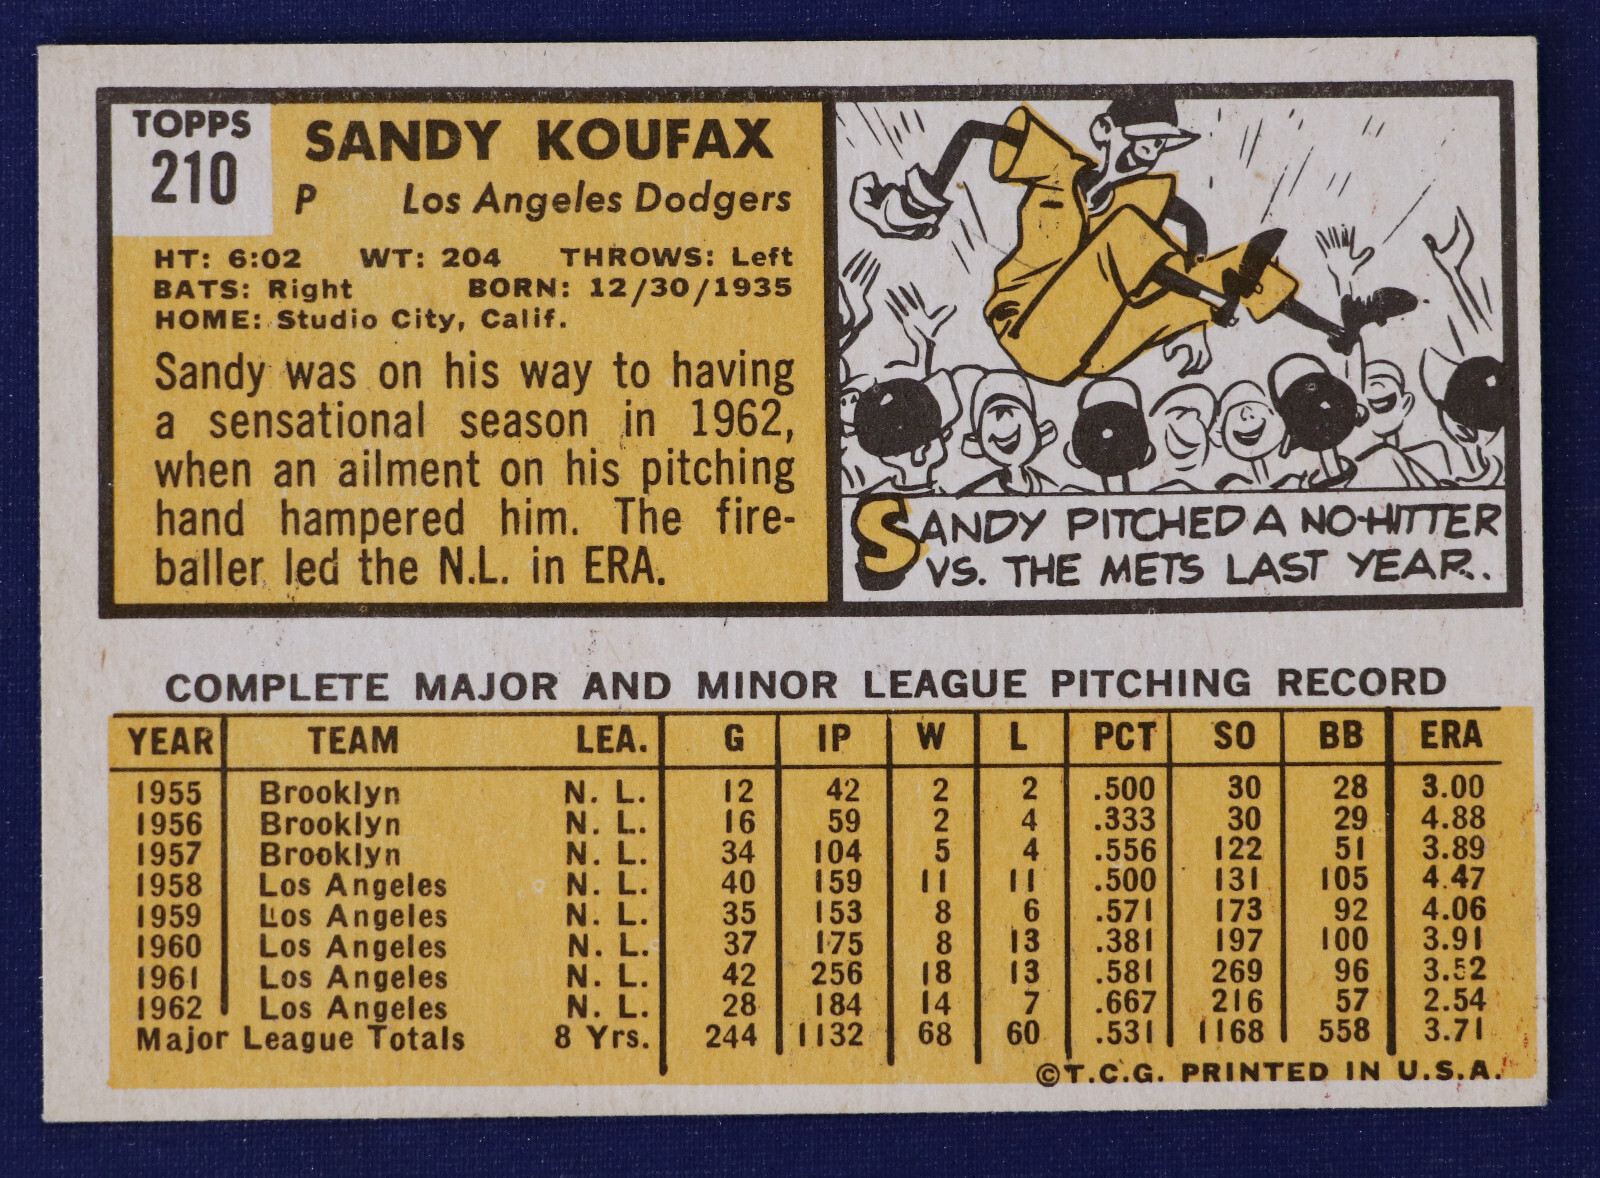 TOPPS
210
SANDY KOUFAX
P Los Angeles Dodgers
HT: 6:02 WT: 204 THROWS: Left
BATS: Right BORN: 12/30/1935
HOME: Studio City, Calif.
Sandy was on his way to having
a sensational season in 1962,
when an ailment on his pitching
hand hampered him. The fire-
baller led the N.L. in ERA.
SANDY PITCHED A NO-HITTER
VS. THE METS LAST YEAR..
COMPLETE MAJOR AND MINOR LEAGUE PITCHING RECORD
YEAR TEAM LEA. G IP W L PCT SO BB ERA
1955 Brooklyn N. L. 12 42 2 2 .500 30 28 3.00
1956 Brooklyn N. L. 16 59 2 4 .333 30 29 4.88
1957 Brooklyn N. L. 34 104 5 4 .556 122 51 3.89
1958 Los Angeles N. L. 40 159 11 11 .500 131 105 4.47
1959 Los Angeles N. L. 35 153 8 6 .571 173 92 4.06
1960 Los Angeles N. L. 37 175 8 13 .381 197 100 3.91
1961 Los Angeles N. L. 42 256 18 13 .581 269 96 3.52
1962 Los Angeles N. L. 28 184 14 7 .667 216 57 2.54
Major League Totals 8 Yrs. 244 1132 68 60 .531 1168 558 3.71
©T.C.G. PRINTED IN U.S.A.